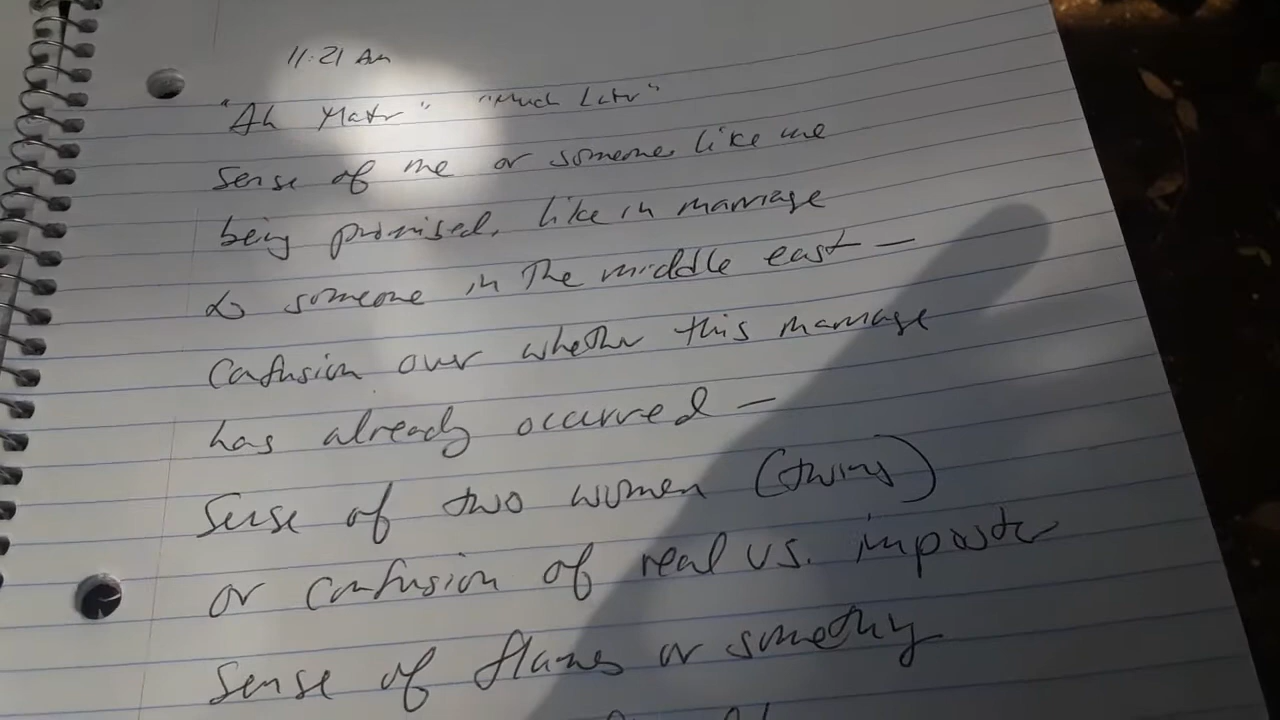 11:21 Am
"Ah Matr" "Much Latr"
Sense of me or someone like me
being promised, like in marriage
to someone in The middle east —
Confusion over whether this marriage
has already occurred —
Sense of two women (twins)
or confusion of real vs. imposter
Sense of flames or something